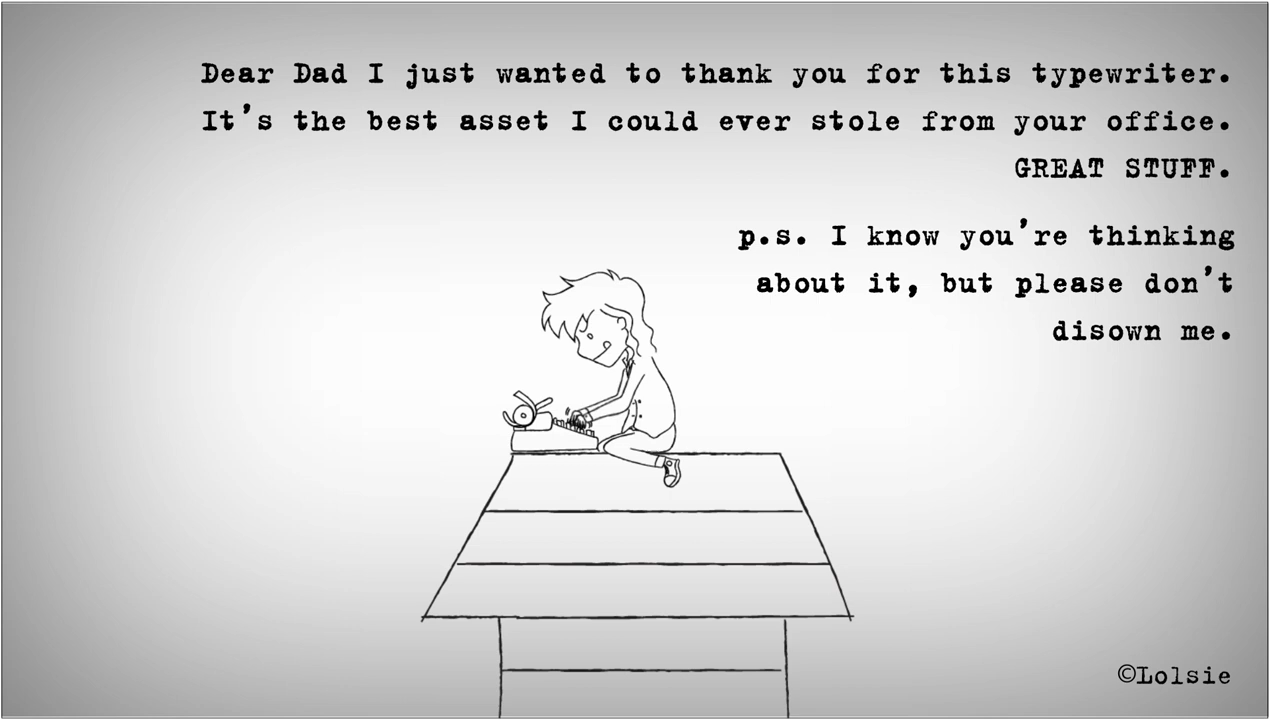 Dear Dad I just wanted to thank you for this typewriter.
It's the best asset I could ever stole from your office.
GREAT STUFF.
p.s. I know you're thinking
about it, but please don't
disown me.
©Lolsie